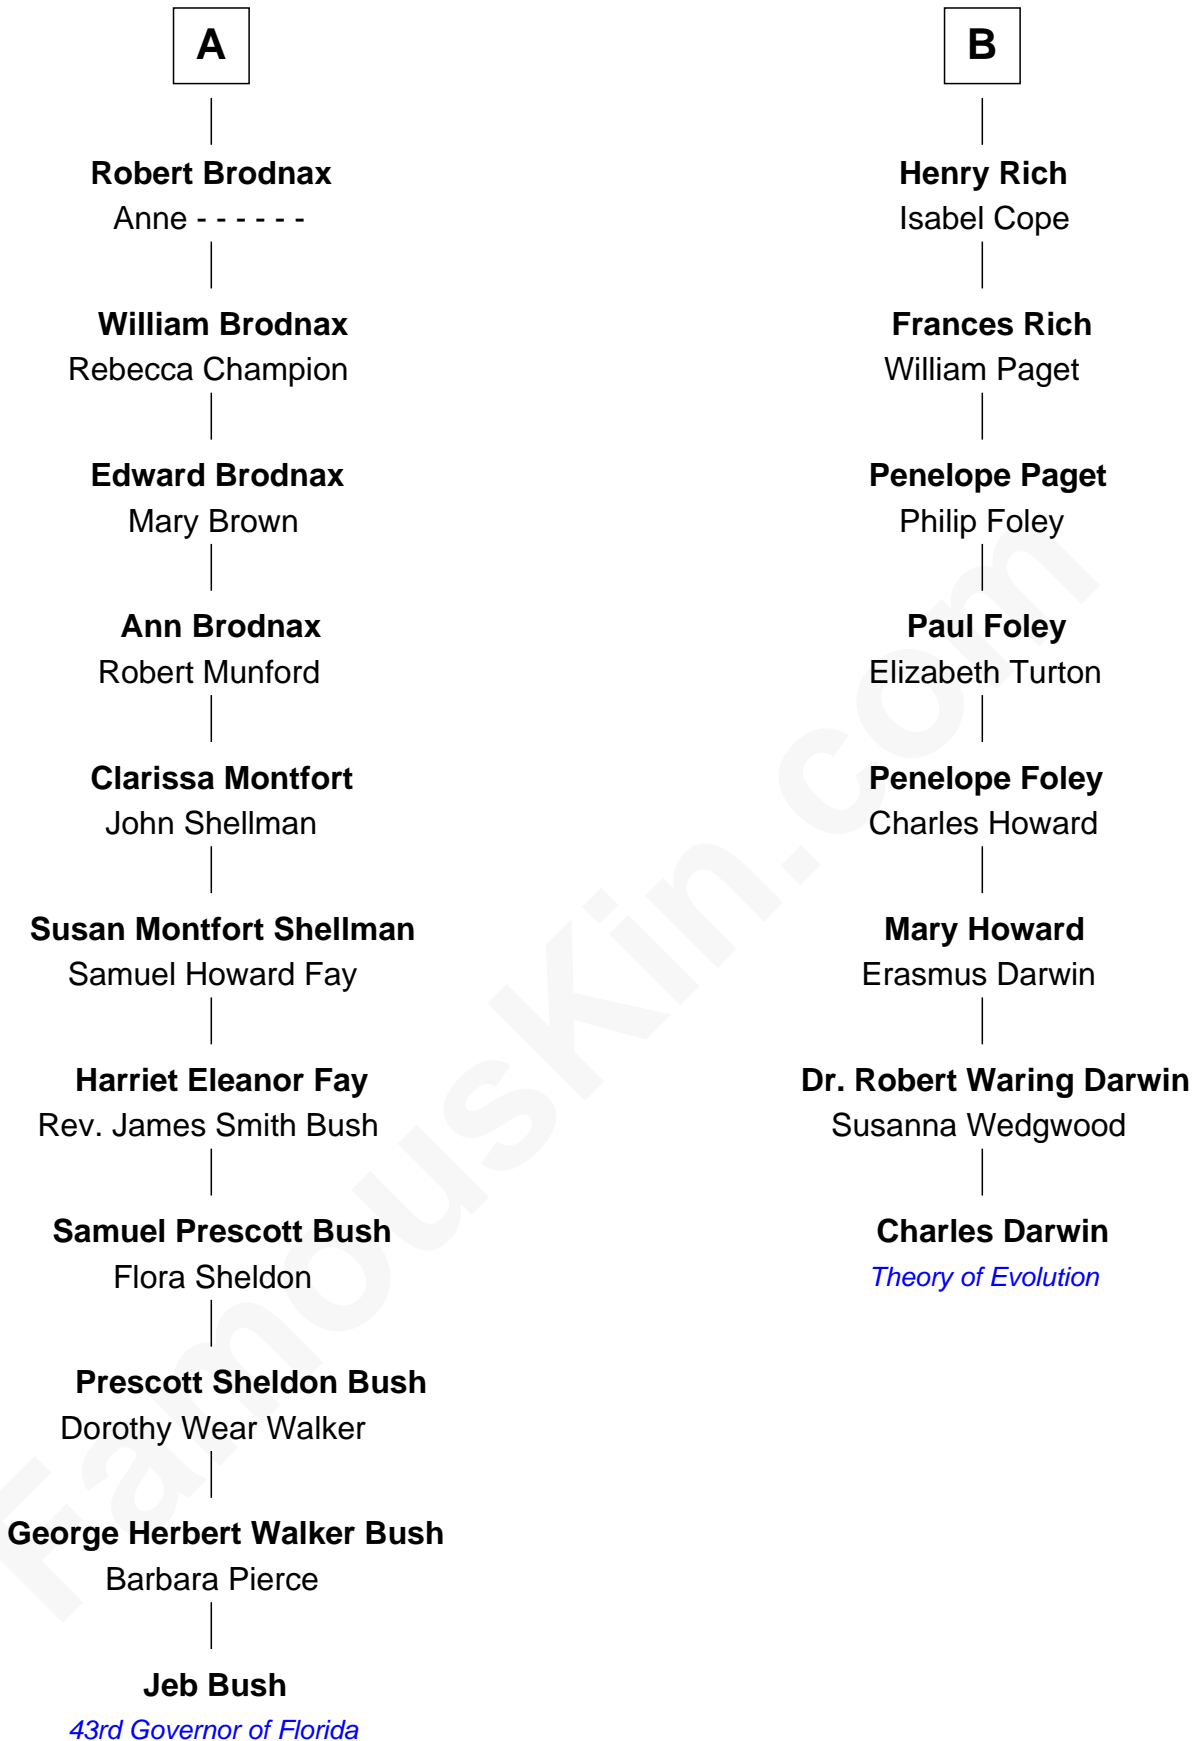 A
Robert Brodnax
Anne - - - - - -
William Brodnax
Rebecca Champion
Edward Brodnax
Mary Brown
Ann Brodnax
Robert Munford
Clarissa Montfort
John Shellman
Susan Montfort Shellman
Samuel Howard Fay
Harriet Eleanor Fay
Rev. James Smith Bush
Samuel Prescott Bush
Flora Sheldon
Prescott Sheldon Bush
Dorothy Wear Walker
George Herbert Walker Bush
Barbara Pierce
Jeb Bush
43rd Governor of Florida
B
Henry Rich
Isabel Cope
Frances Rich
William Paget
Penelope Paget
Philip Foley
Paul Foley
Elizabeth Turton
Penelope Foley
Charles Howard
Mary Howard
Erasmus Darwin
Dr. Robert Waring Darwin
Susanna Wedgwood
Charles Darwin
Theory of Evolution
FamousKin.com